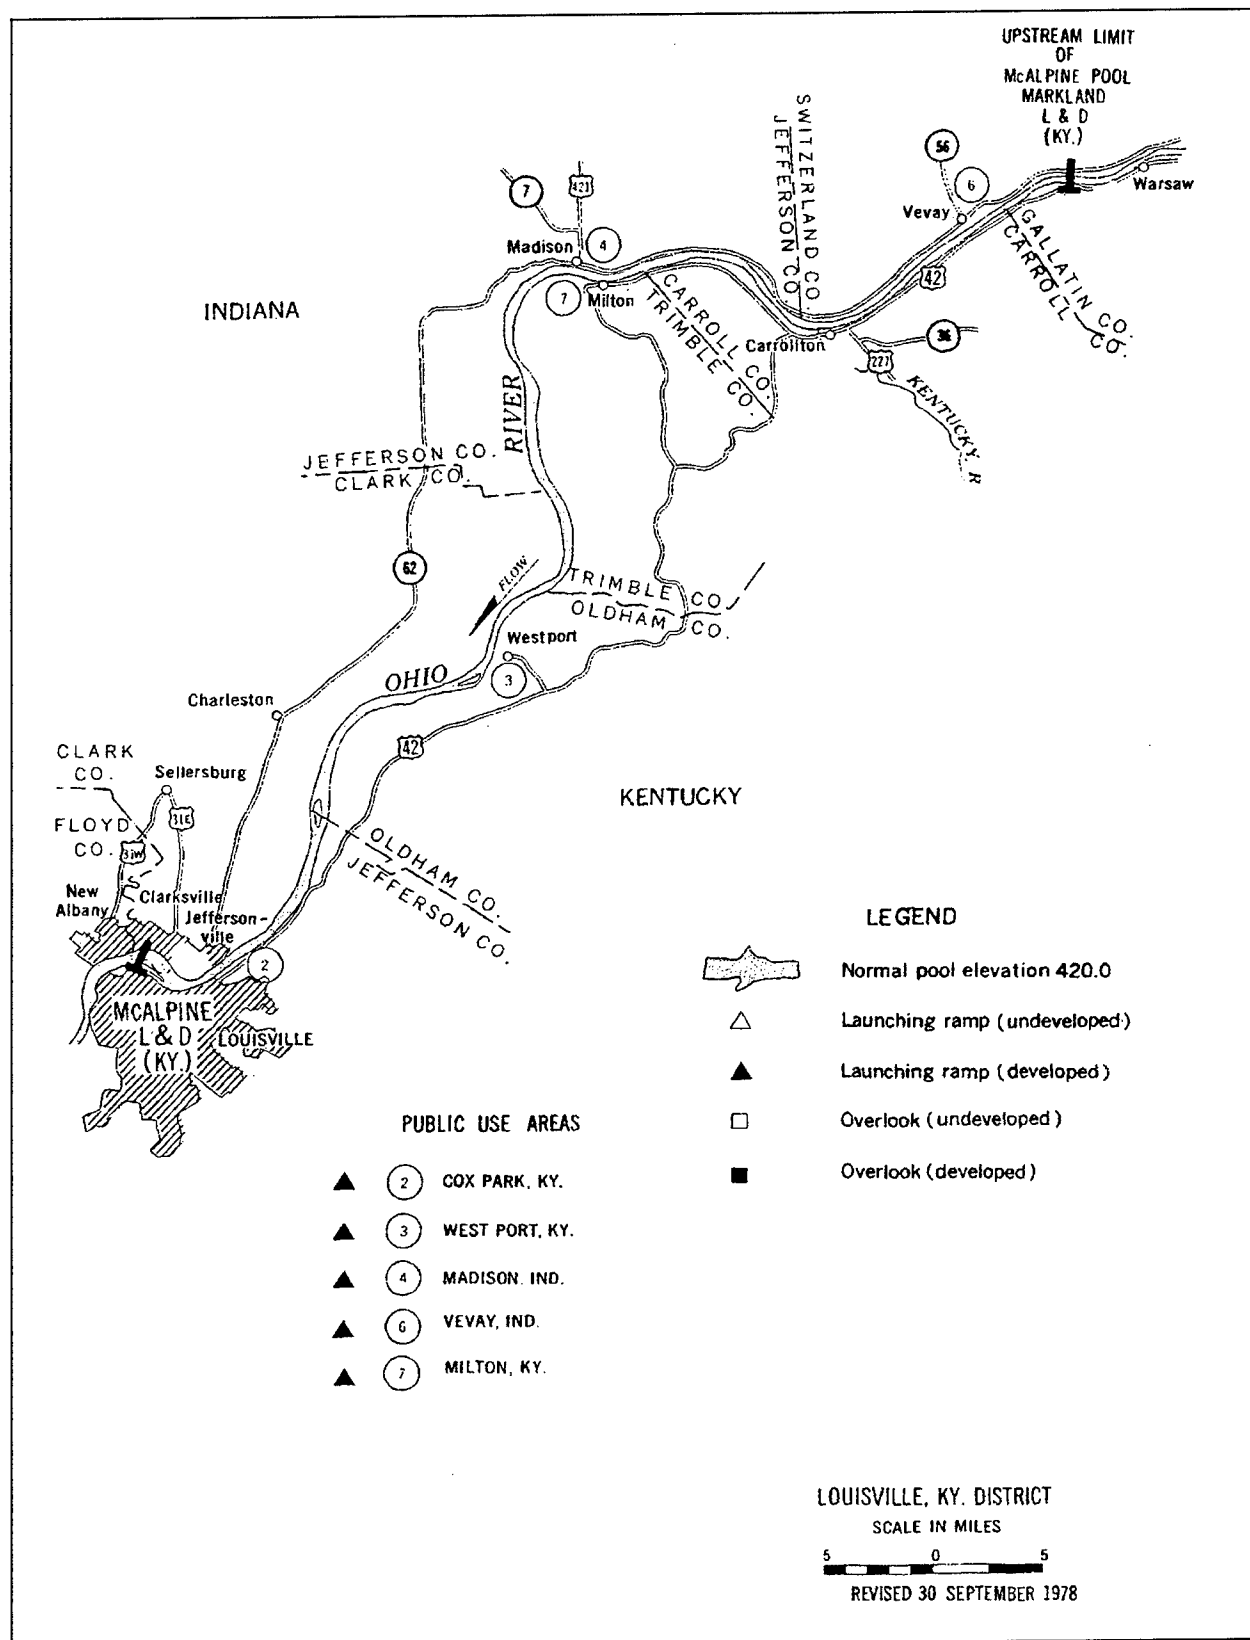 UPSTREAM LIMIT
OF
McALPINE POOL
MARKLAND
L & D
(KY.)
SWITZERLAND CO.
JEFFERSON CO.
56
6
Warsaw
Vevay
7
421
Madison
4
GALLATIN CO.
CARROLL CO.
42
INDIANA
7
Milton
CARROLL CO.
TRIMBLE CO.
Carrollton
36
227
KENTUCKY R
RIVER
JEFFERSON CO.
CLARK CO.
62
FLOW
TRIMBLE CO
OLDHAM CO.
Westport
3
OHIO
Charleston
42
CLARK
CO.
Sellersburg
31E
FLOYD
CO.
31W
KENTUCKY
OLDHAM CO.
JEFFERSON CO.
New
Albany
Clarksville
Jefferson-
ville
2
McALPINE
L & D
(KY.)
LOUISVILLE
LEGEND
Normal pool elevation 420.0
Launching ramp (undeveloped)
Launching ramp (developed)
Overlook (undeveloped)
Overlook (developed)
PUBLIC USE AREAS
2 COX PARK, KY.
3 WEST PORT, KY.
4 MADISON. IND.
6 VEVAY, IND.
7 MILTON, KY.
LOUISVILLE, KY. DISTRICT
SCALE IN MILES
5 0 5
REVISED 30 SEPTEMBER 1978